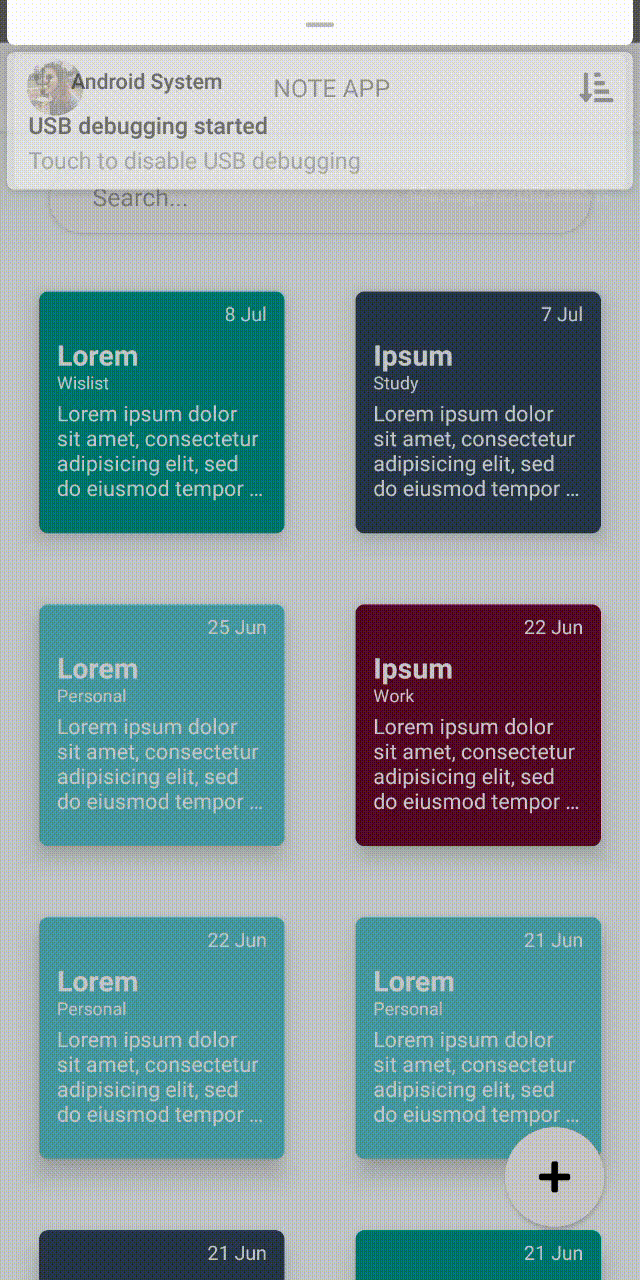 Android System
NOTE APP
USB debugging started
Touch to disable USB debugging
Search...
8 Jul
Lorem
Wislist
Lorem ipsum dolor
sit amet, consectetur
adipisicing elit, sed
do eiusmod tempor ...
7 Jul
Ipsum
Study
Lorem ipsum dolor
sit amet, consectetur
adipisicing elit, sed
do eiusmod tempor ...
25 Jun
Lorem
Personal
Lorem ipsum dolor
sit amet, consectetur
adipisicing elit, sed
do eiusmod tempor ...
22 Jun
Ipsum
Work
Lorem ipsum dolor
sit amet, consectetur
adipisicing elit, sed
do eiusmod tempor ...
22 Jun
Lorem
Personal
Lorem ipsum dolor
sit amet, consectetur
adipisicing elit, sed
do eiusmod tempor ...
21 Jun
Lorem
Personal
Lorem ipsum dolor
sit amet, consectetur
adipisicing elit, sed
do eiusmod tempor ...
21 Jun
21 Jun